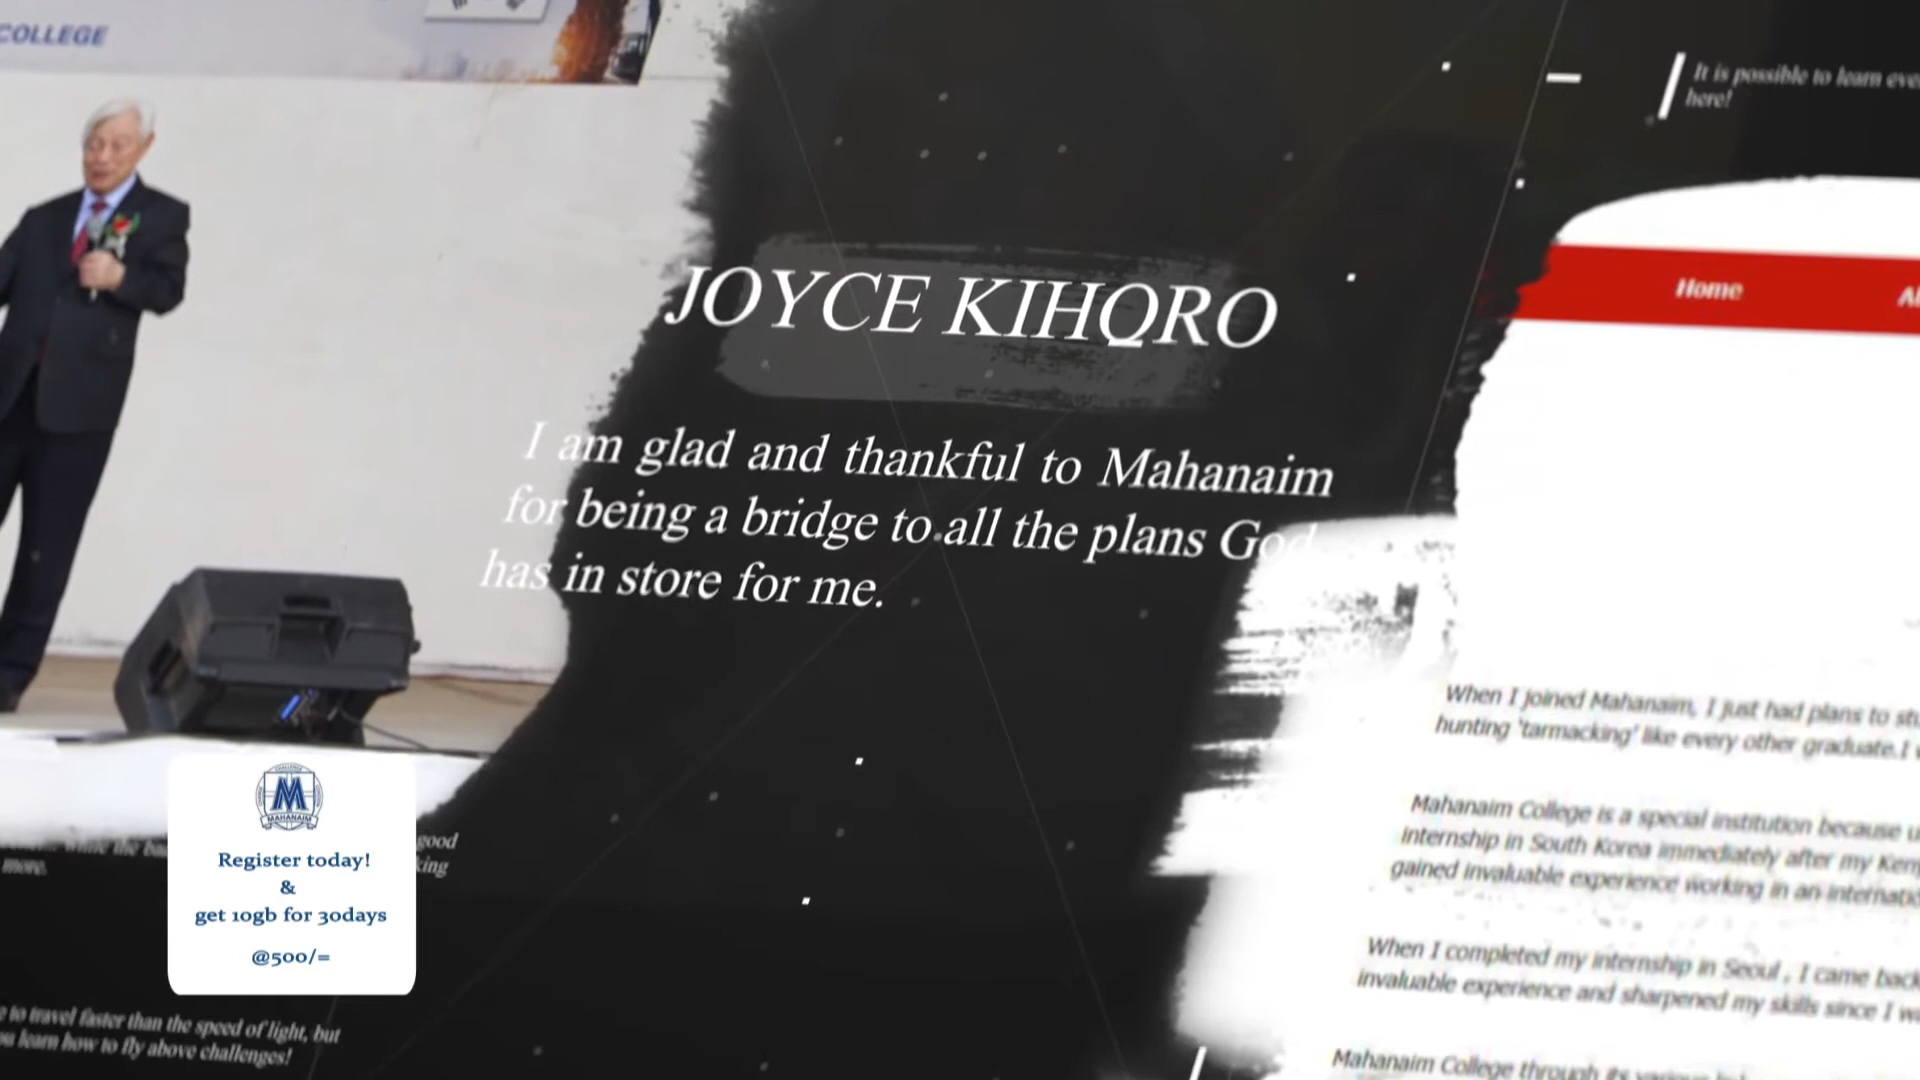 COLLEGE
It is possible to learn
here!
Home
JOYCE KIHORO
I am glad and thankful to Mahanaim
for being a bridge to all the plans God
has in store for me.
When I joined Mahanaim, I just had plans to
hunting 'tarmacking' like every other graduate.I
Mahanaim College is a special institution because
internship in South Korea immediately after my
gained invaluable experience working in an
When I completed my internship in Seoul , I came back
invaluable experience and sharpened my skills since I
Mahanaim College through its
MAHANAIM
Register today!
&
get 10gb for 30days
@500/=
good
more.
to travel faster than the speed of light, but
learn how to fly above challenges!